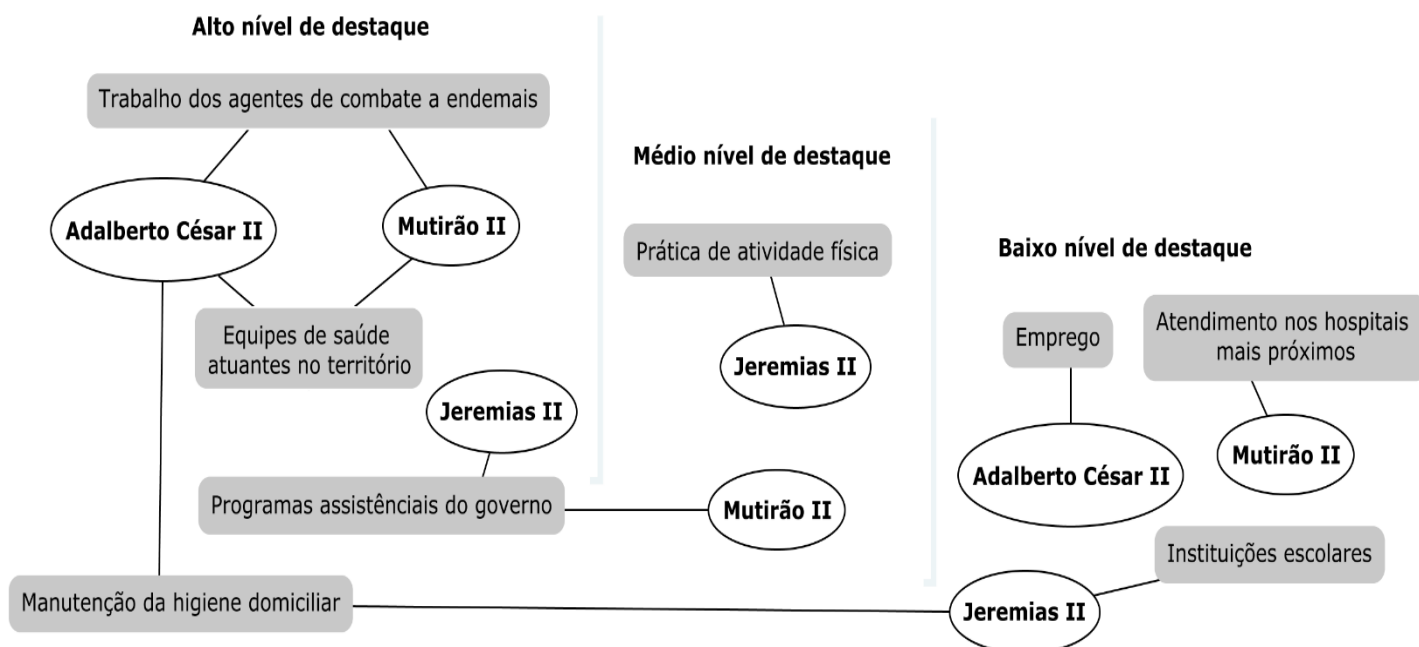 Alto nível de destaque
Trabalho dos agentes de combate a endemais
Adalberto César II
Mutirão II
Equipes de saúde
atuantes no território
Jeremias II
Programas assistênciais do governo
Manutenção da higiene domiciliar
Médio nível de destaque
Prática de atividade física
Jeremias II
Mutirão II
Baixo nível de destaque
Emprego
Atendimento nos hospitais
mais próximos
Adalberto César II
Mutirão II
Instituições escolares
Jeremias II